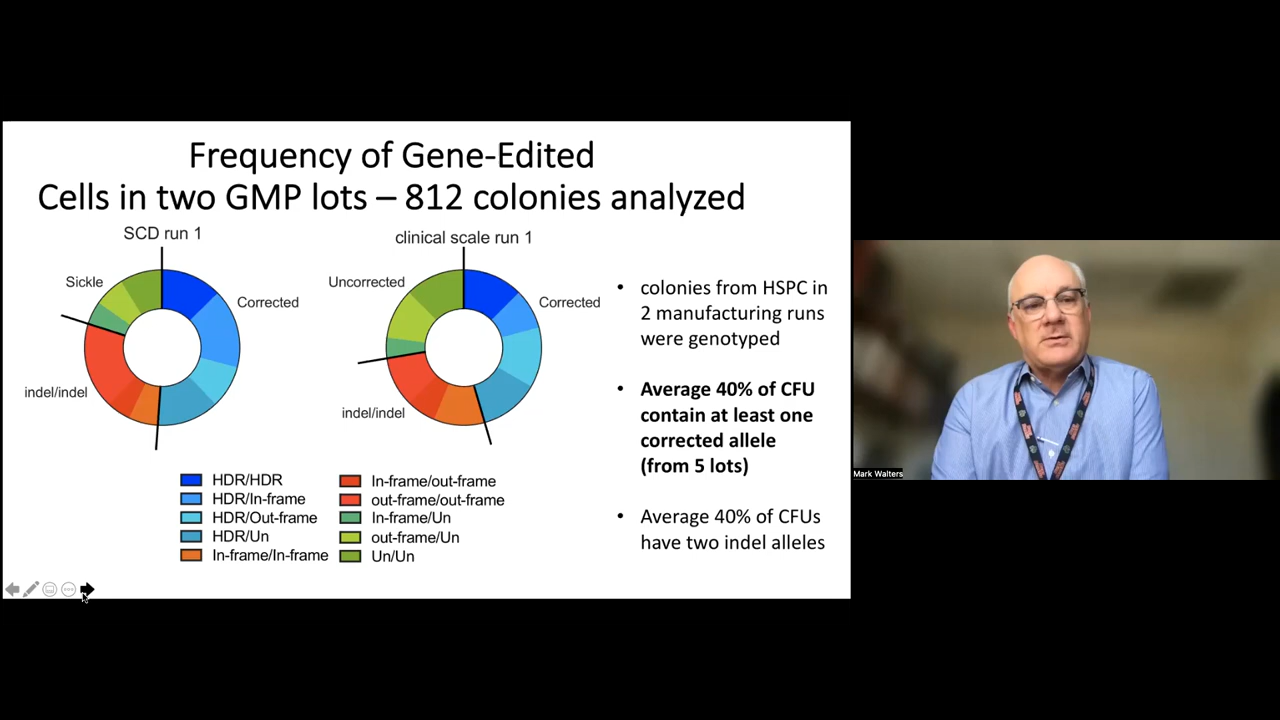 Frequency of Gene-Edited
Cells in two GMP lots – 812 colonies analyzed
SCD run 1
Sickle
Corrected
indel/indel
clinical scale run 1
Uncorrected
Corrected
indel/indel
HDR/HDR
HDR/In-frame
HDR/Out-frame
HDR/Un
In-frame/In-frame
In-frame/out-frame
out-frame/out-frame
In-frame/Un
out-frame/Un
Un/Un
• colonies from HSPC in
2 manufacturing runs
were genotyped
• Average 40% of CFU
contain at least one
corrected allele
(from 5 lots)
• Average 40% of CFUs
have two indel alleles
Mark Walters